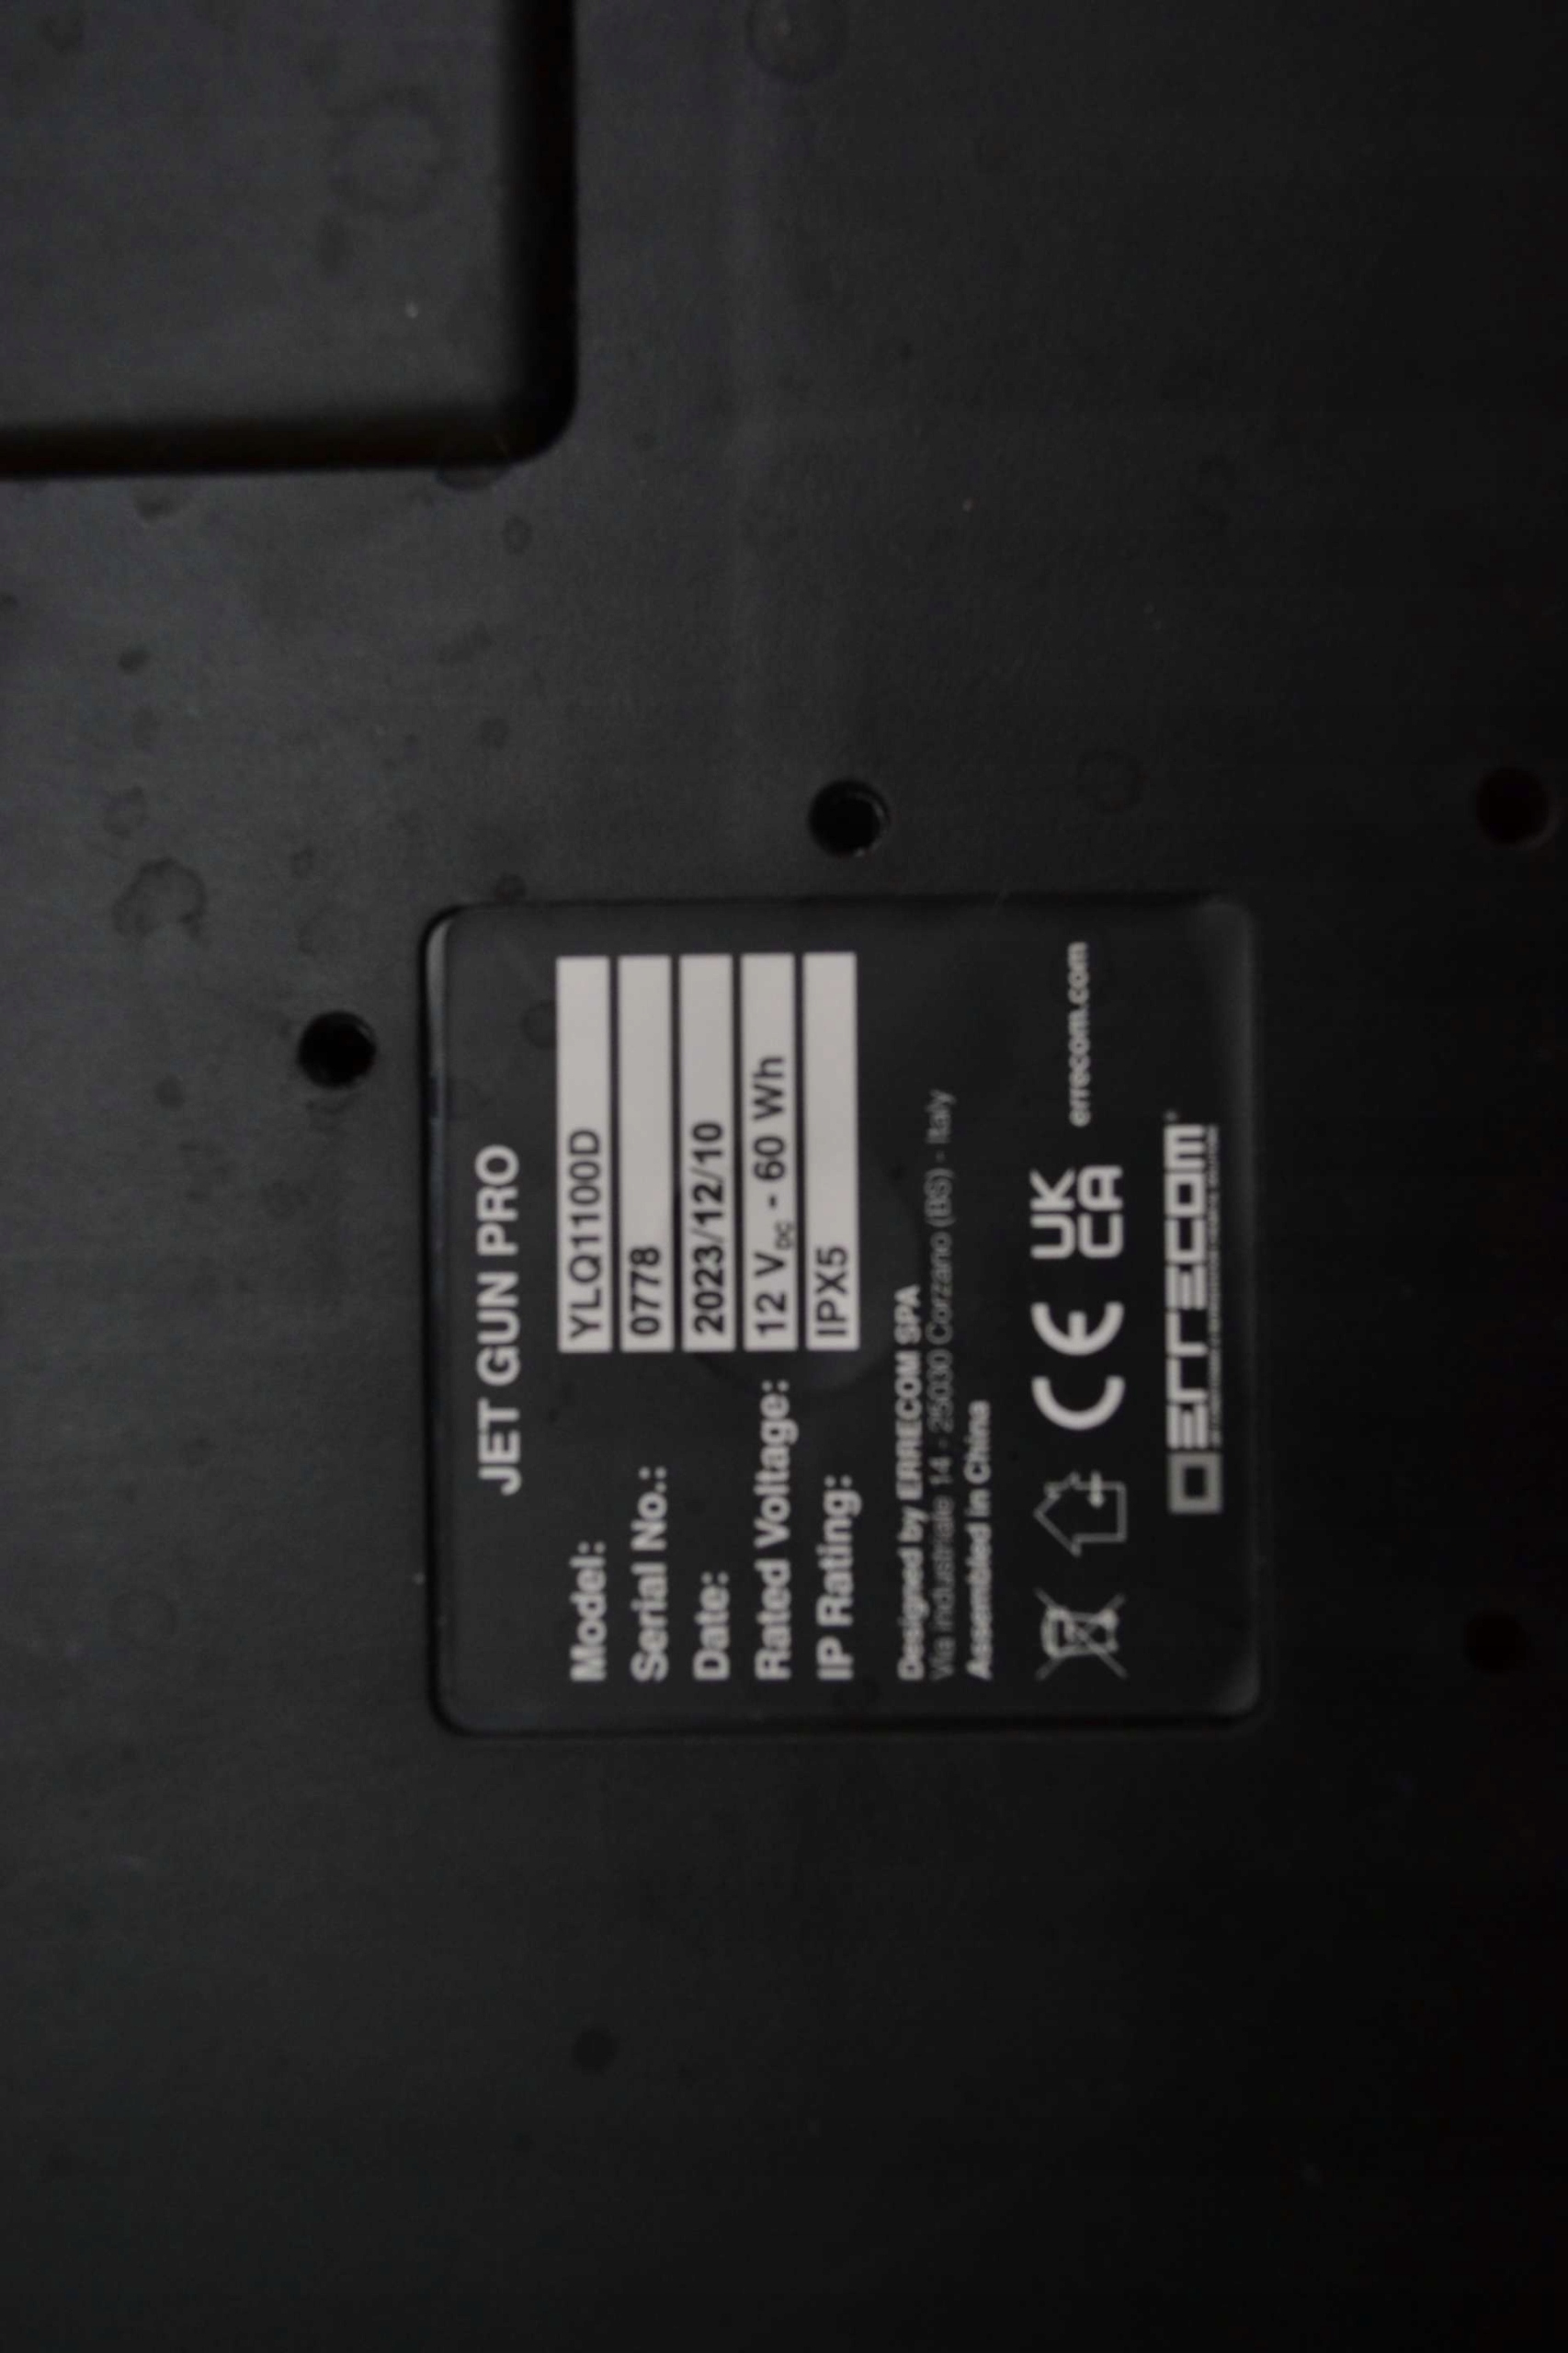 JET GUN PRO
Model: YLQ1100D
Serial No.: 0778
Date: 2023/12/10
Rated Voltage: 12 VDC - 60 Wh
IP Rating: IPX5
Designed by ERRECOM SPA
Via Industriale 14 - 25030 Corzano (BS) - Italy
Assembled in China
CE UK CA errecom.com
errecom®